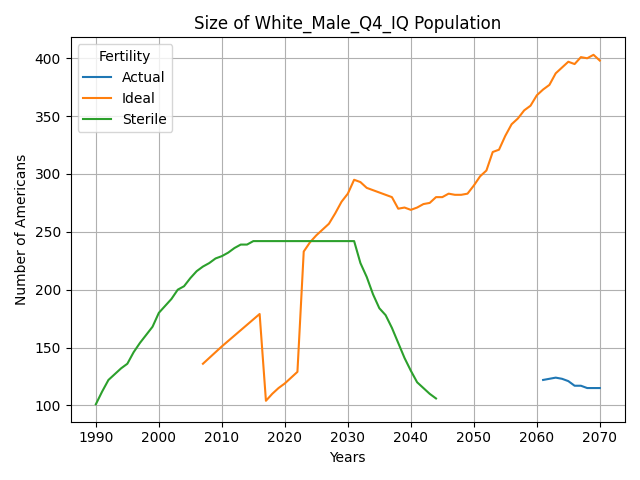 Size of White_Male_Q4_IQ Population
Number of Americans
400
350
300
250
200
150
100
Fertility
Actual
Ideal
Sterile
1990 2000 2010 2020 2030 2040 2050 2060 2070
Years